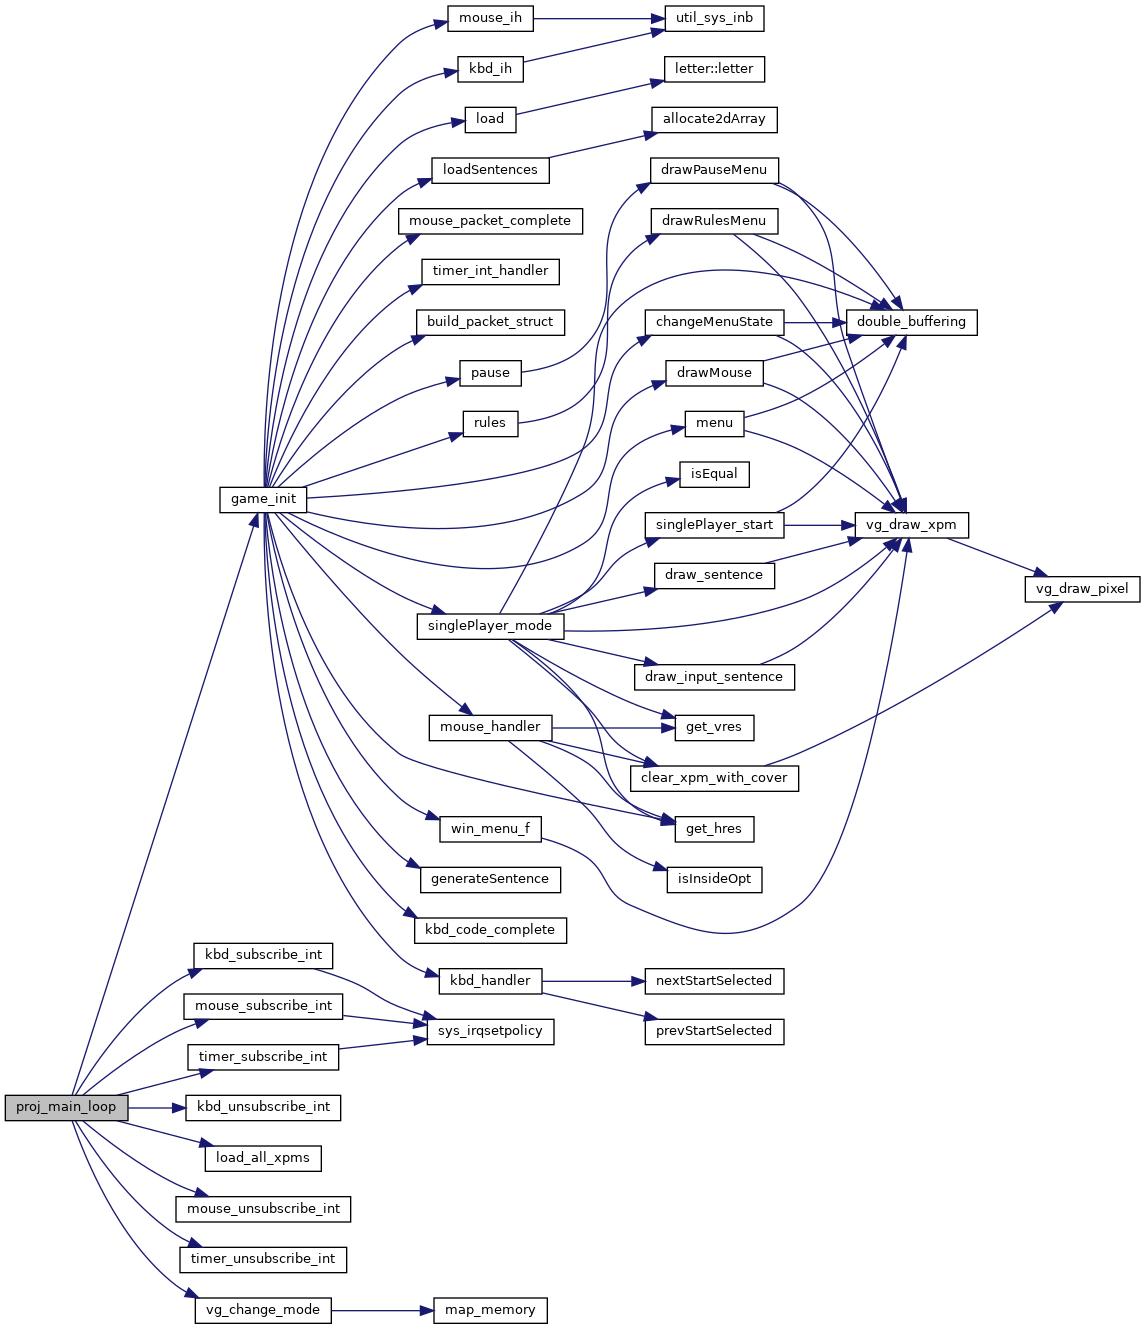 mouse_ih
util_sys_inb
kbd_ih
letter::letter
load
allocate2dArray
loadSentences
drawPauseMenu
mouse_packet_complete
drawRulesMenu
timer_int_handler
build_packet_struct
changeMenuState
double_buffering
pause
drawMouse
rules
menu
isEqual
game_init
singlePlayer_start
vg_draw_xpm
draw_sentence
vg_draw_pixel
singlePlayer_mode
draw_input_sentence
mouse_handler
get_vres
clear_xpm_with_cover
win_menu_f
get_hres
generateSentence
isInsideOpt
kbd_code_complete
kbd_subscribe_int
kbd_handler
nextStartSelected
mouse_subscribe_int
sys_irqsetpolicy
prevStartSelected
timer_subscribe_int
proj_main_loop
kbd_unsubscribe_int
load_all_xpms
mouse_unsubscribe_int
timer_unsubscribe_int
vg_change_mode
map_memory